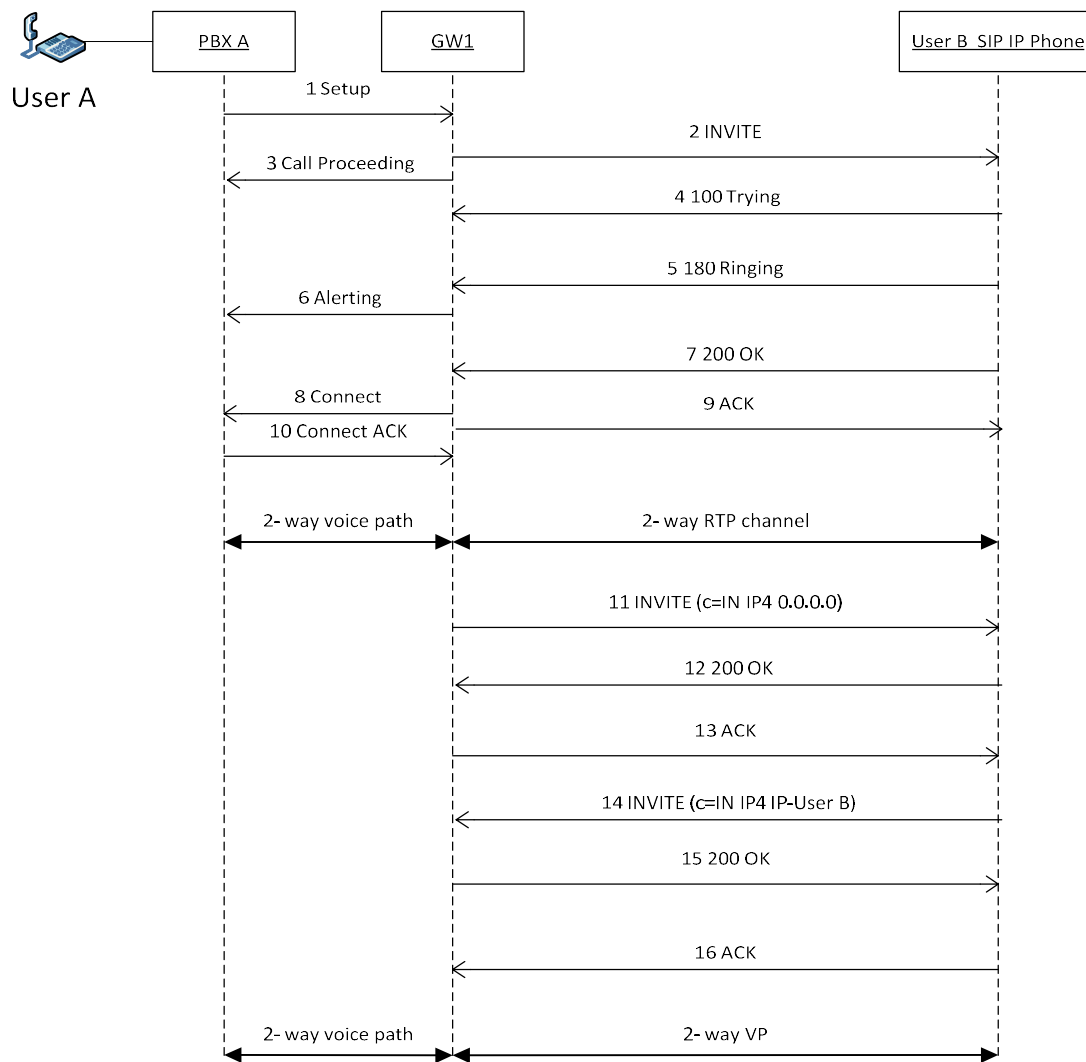 PBX A
GW1
User B SIP IP Phone
User A
1 Setup
2 INVITE
3 Call Proceeding
4 100 Trying
5 180 Ringing
6 Alerting
7 200 OK
8 Connect
9 ACK
10 Connect ACK
2- way voice path
2- way RTP channel
11 INVITE (c=IN IP4 0.0.0.0)
12 200 OK
13 ACK
14 INVITE (c=IN IP4 IP-User B)
15 200 OK
16 ACK
2- way voice path
2- way VP